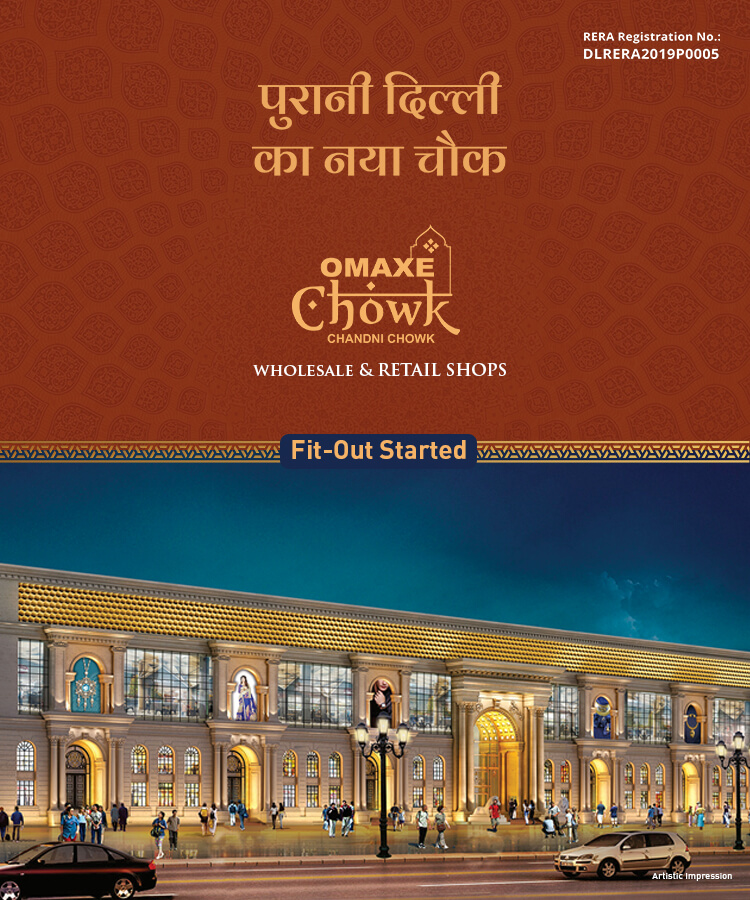 RERA Registration No.:
DLRERA2019P0005
पुरानी दिल्ली
का नया चौक
OMAXE
Chowk
CHANDNI CHOWK
WHOLESALE & RETAIL SHOPS
Fit-Out Started
Artistic Impression